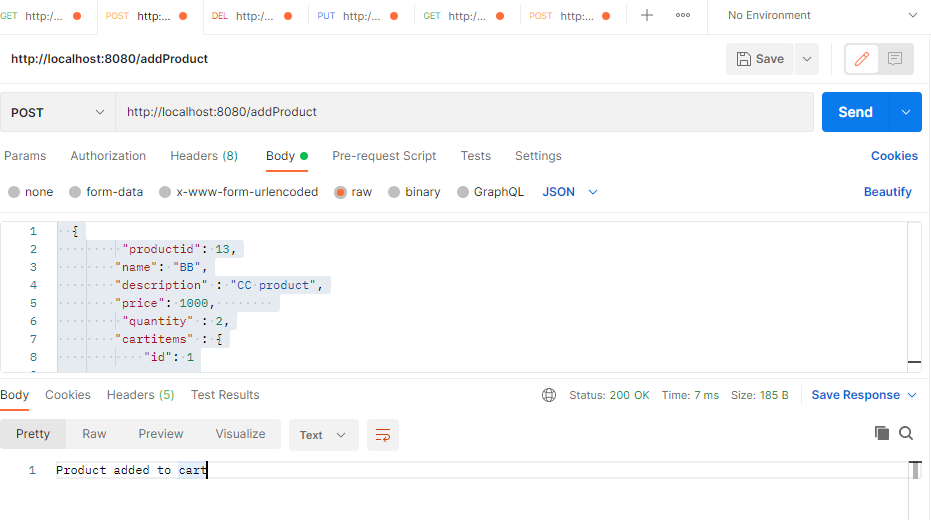 GET http:/... POST http:... DEL http:/... PUT http:/... GET http:/... POST http:... No Environment
http://localhost:8080/addProduct Save
POST http://localhost:8080/addProduct Send
Params Authorization Headers (8) Body Pre-request Script Tests Settings Cookies
none form-data x-www-form-urlencoded raw binary GraphQL JSON Beautify
1 {
2 "productid": 13,
3 "name": "BB",
4 "description" : "CC product",
5 "price": 1000,
6 "quantity" : 2,
7 "cartitems" : {
8 "id": 1
Body Cookies Headers (5) Test Results Status: 200 OK Time: 7 ms Size: 185 B Save Response
Pretty Raw Preview Visualize Text
1 Product added to cart